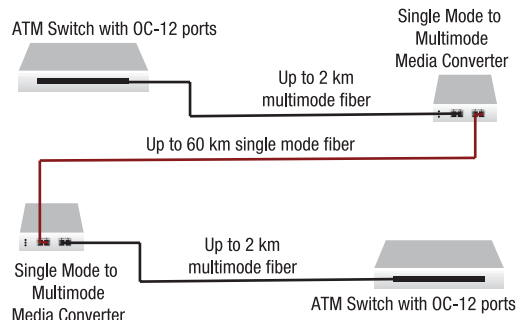 ATM Switch with OC-12 ports
Single Mode to
Multimode
Media Converter
Up to 2 km
multimode fiber
Up to 60 km single mode fiber
Up to 2 km
multimode fiber
Single Mode to
Multimode
Media Converter
ATM Switch with OC-12 ports